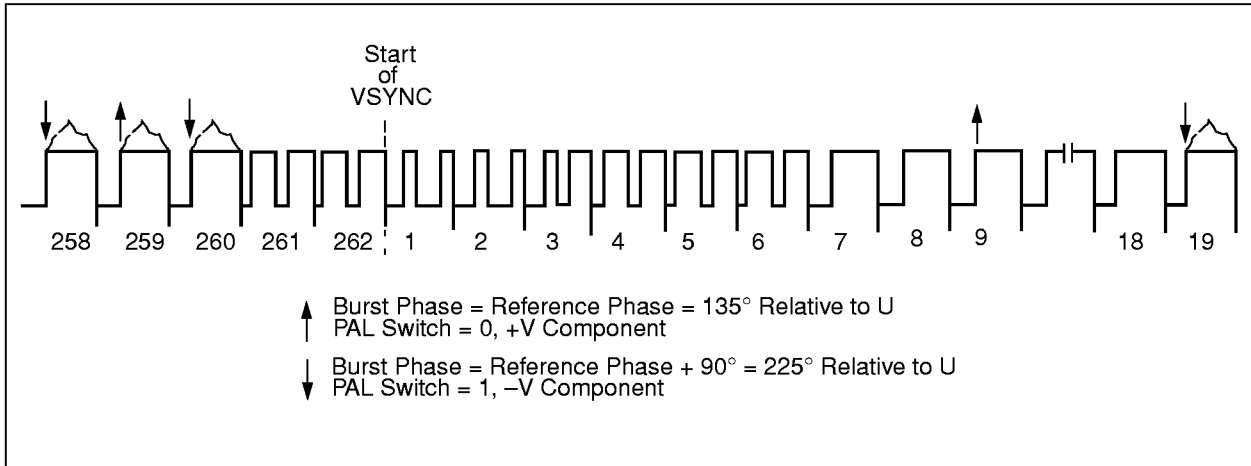 Start
of
VSYNC
258 259 260 261 262 1 2 3 4 5 6 7 8 9 18 19
Burst Phase = Reference Phase = 135° Relative to U
PAL Switch = 0, +V Component
Burst Phase = Reference Phase + 90° = 225° Relative to U
PAL Switch = 1, –V Component